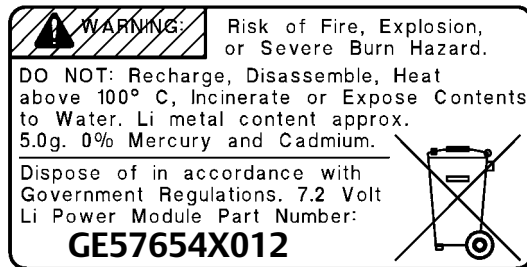 WARNING:
Risk of Fire, Explosion,
or Severe Burn Hazard.
DO NOT: Recharge, Disassemble, Heat
above 100° C, Incinerate or Expose Contents
to Water. Li metal content approx.
5.0g. 0% Mercury and Cadmium.
Dispose of in accordance with
Government Regulations. 7.2 Volt
Li Power Module Part Number:
GE57654X012